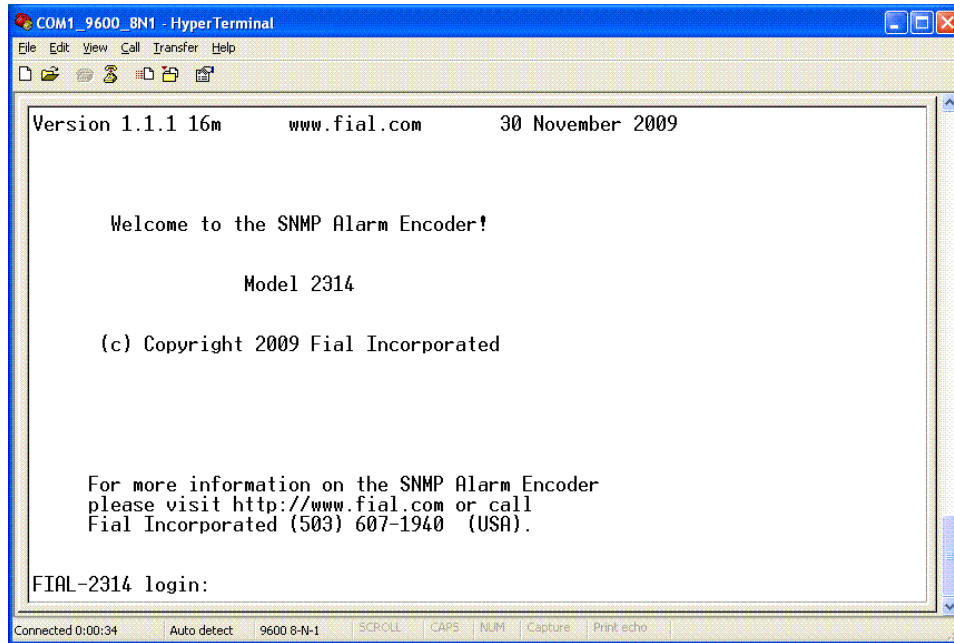 COM1_9600_8N1 - HyperTerminal
File Edit View Call Transfer Help
Version 1.1.1 16m www.fial.com 30 November 2009
Welcome to the SNMP Alarm Encoder!
Model 2314
(c) Copyright 2009 Fial Incorporated
For more information on the SNMP Alarm Encoder
please visit http://www.fial.com or call
Fial Incorporated (503) 607-1940 (USA).
FIAL-2314 login:
Connected 0:00:34 Auto detect 9600 8-N-1 SCROLL CAPS NUM Capture Print echo